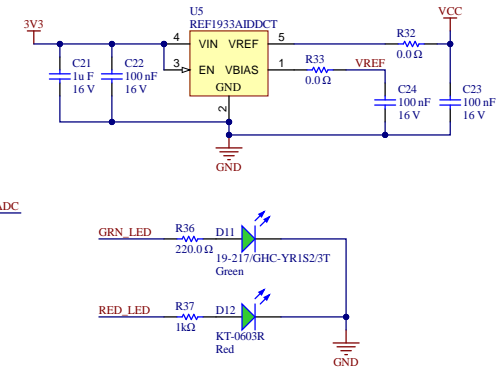 U5
REF1933AIDDCT
3V3
VCC
4
VIN VREF
5
R32
0.0 Ω
C21
1u F
16 V
C22
100 nF
16 V
3
EN VBIAS
1
R33
0.0 Ω
VREF
GND
2
C24
100 nF
16 V
C23
100 nF
16 V
GND
ADC
GRN_LED
R36
220.0 Ω
D11
19-217/GHC-YR1S2/3T
Green
RED_LED
R37
1kΩ
D12
KT-0603R
Red
GND